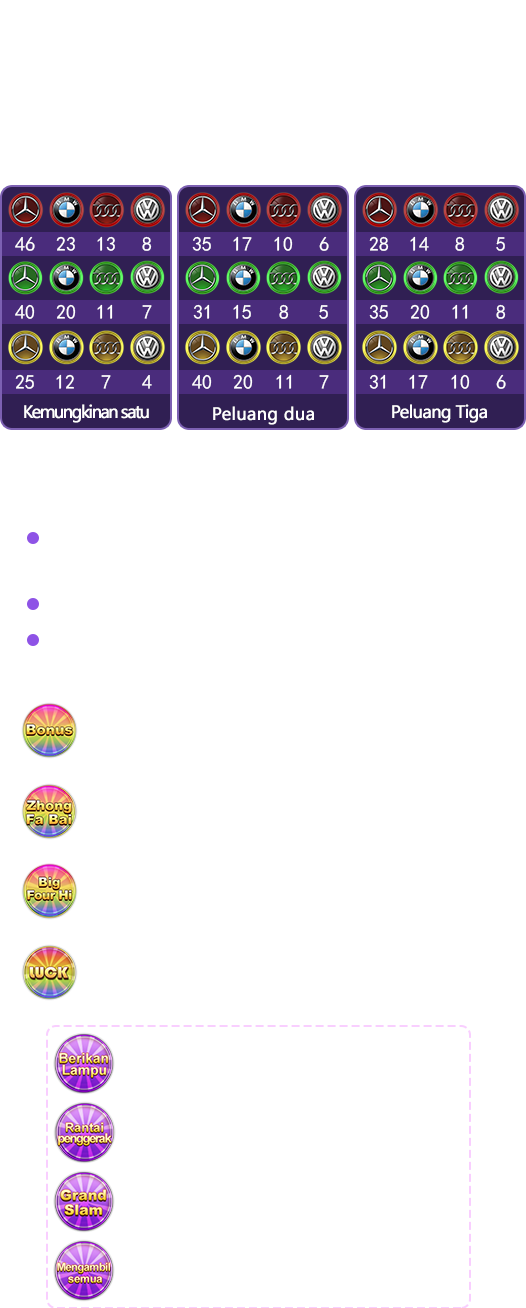 46 23 13 8
40 20 11 7
25 12 7 4
Kemungkinan satu
35 17 10 6
31 15 8 5
40 20 11 7
Peluang dua
28 14 8 5
35 20 11 8
31 17 10 6
Peluang Tiga
Bonus
Zhong
Fa Bai
Big
Four Hi
LUCK
Berikan
Lampu
Rantai
penggerak
Grand
Slam
Mengambil
semua